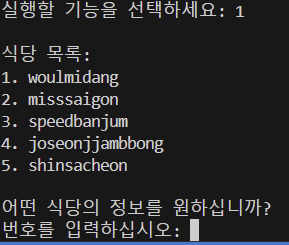 실행할 기능을 선택하세요: 1
식당 목록:
1. woulmidang
2. misssaigon
3. speedbanjum
4. joseonjjambbong
5. shinsacheon
어떤 식당의 정보를 원하십니까?
번호를 입력하십시오: